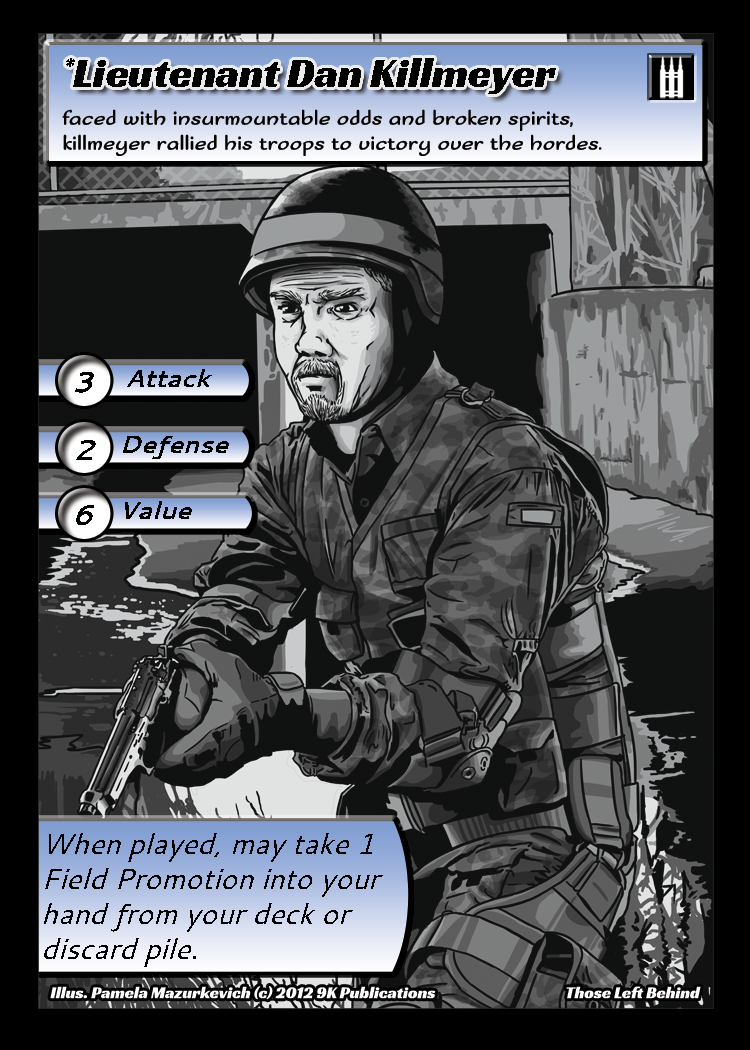 *Lieutenant Dan Killmeyer
faced with insurmountable odds and broken spirits,
killmeyer rallied his troops to victory over the hordes.
3 Attack
2 Defense
6 Value
When played, may take 1
Field Promotion into your
hand from your deck or
discard pile.
Illus. Pamela Mazurkevich (c) 2012 9K Publications
Those Left Behind